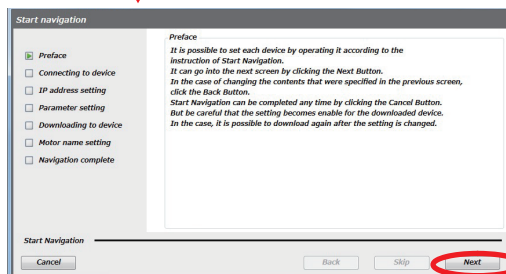 Start navigation
Preface
Connecting to device
IP address setting
Parameter setting
Downloading to device
Motor name setting
Navigation complete
Preface
It is possible to set each device by operating it according to the
instruction of Start Navigation.
It can go into the next screen by clicking the Next Button.
In the case of changing the contents that were specified in the previous screen,
click the Back Button.
Start Navigation can be completed any time by clicking the Cancel Button.
But be careful that the setting becomes enable for the downloaded device.
In the case, it is possible to download again after the setting is changed.
Start Navigation
Cancel
Back
Skip
Next